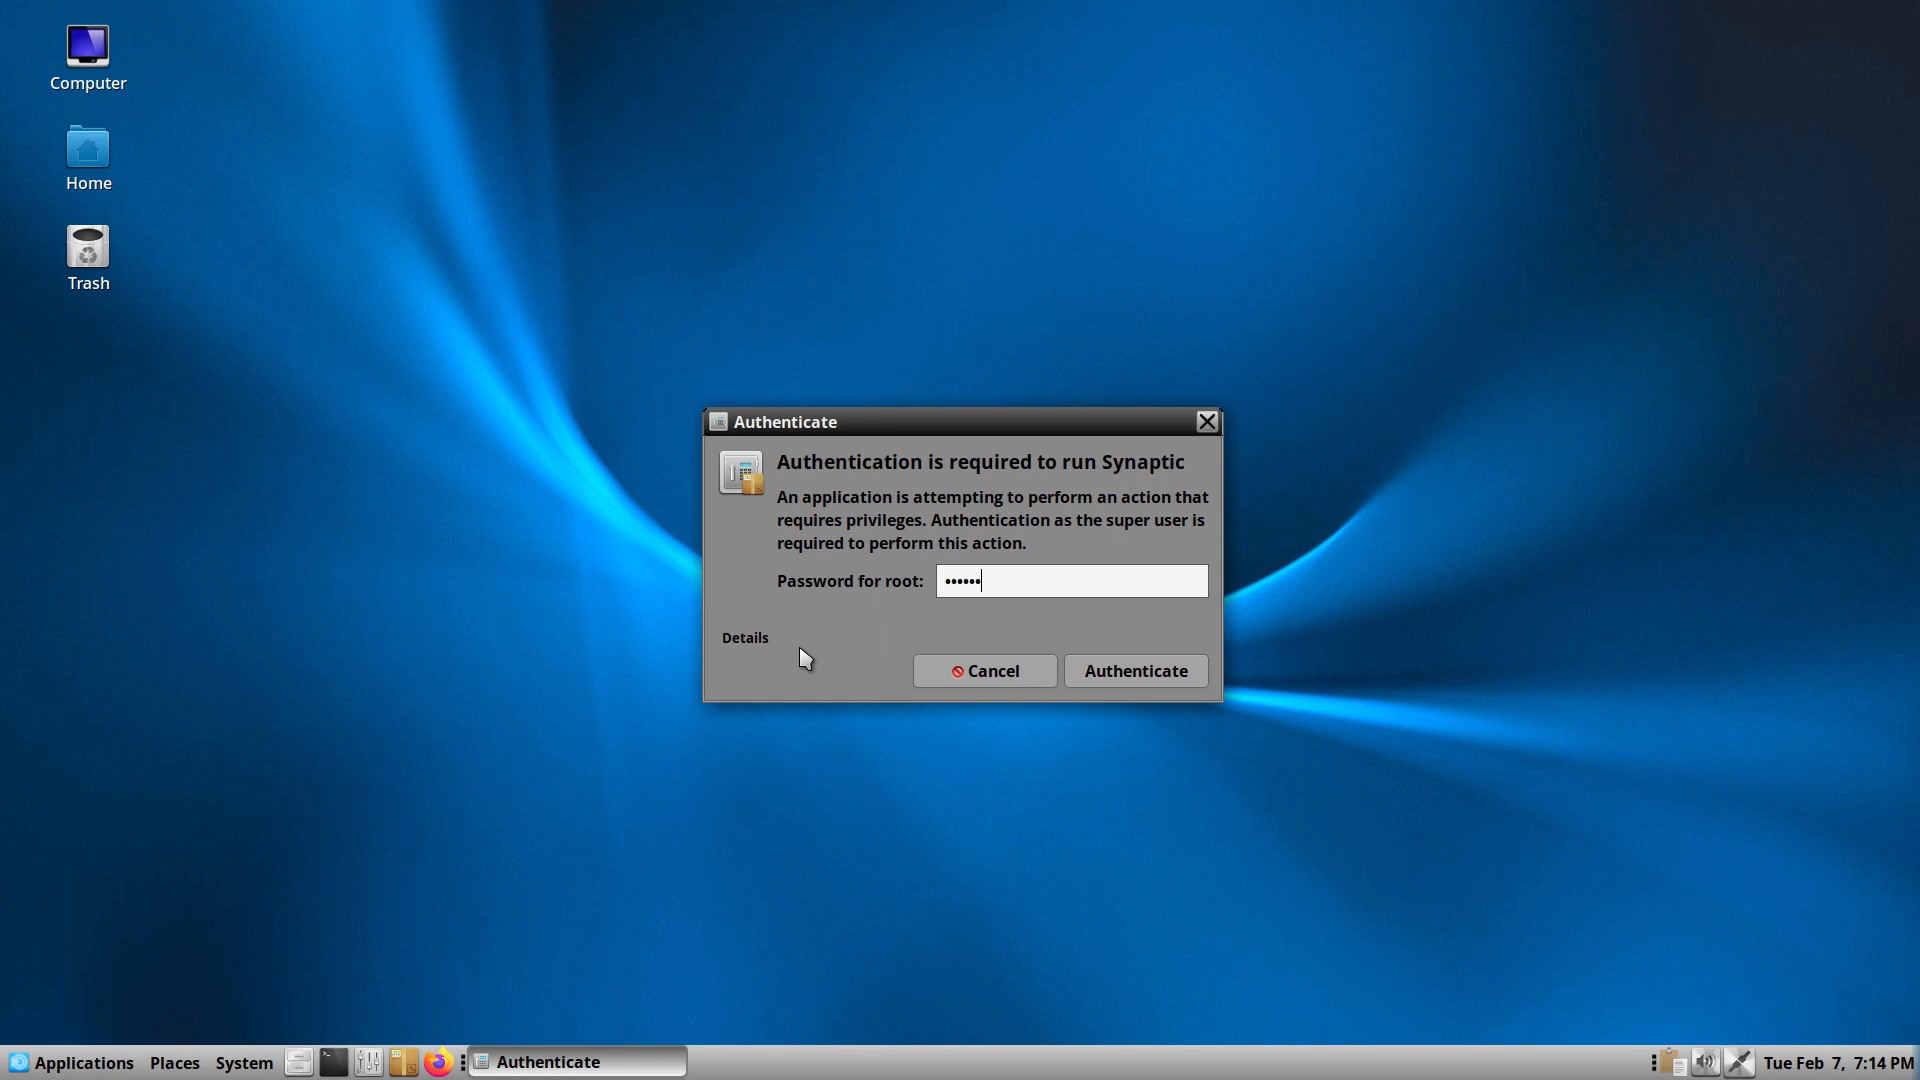 Computer
Home
Trash
Authenticate
Authentication is required to run Synaptic
An application is attempting to perform an action that
requires privileges. Authentication as the super user is
required to perform this action.
Password for root: ••••••
Details
Cancel Authenticate
Applications Places System Authenticate Tue Feb 7, 7:14 PM